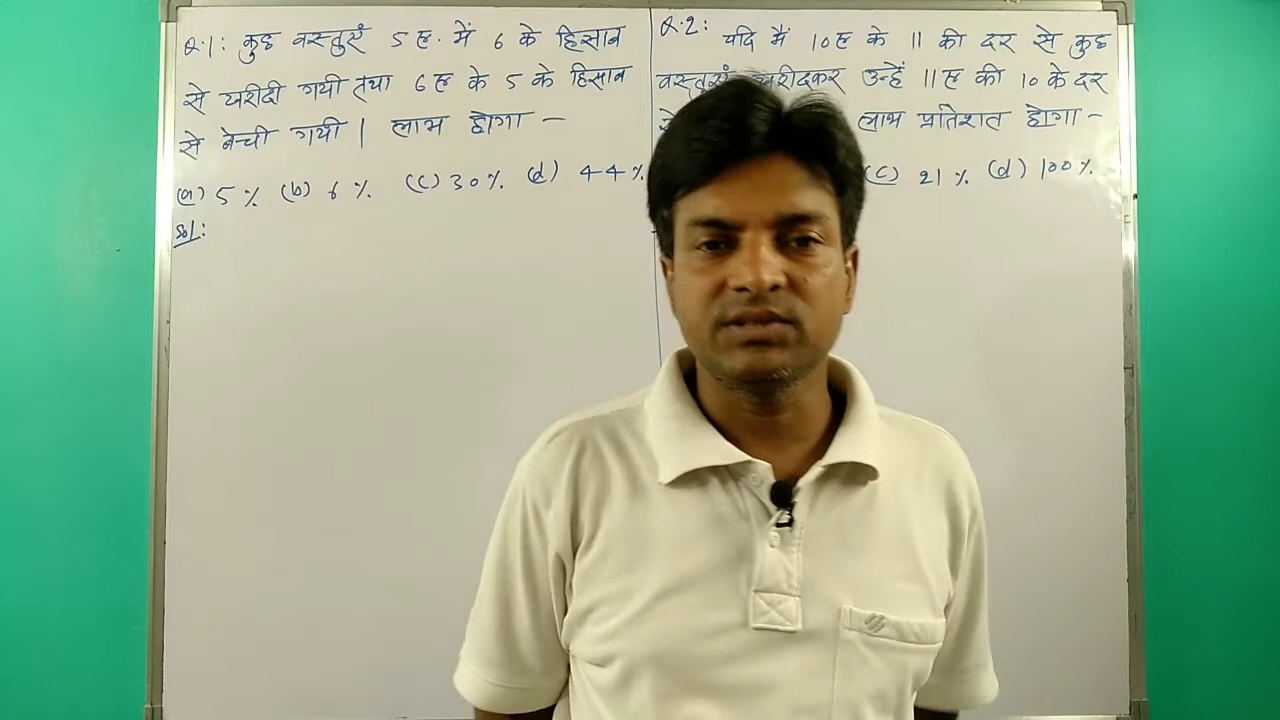 Q.1: कुछ वस्तुएं 5 रु. में 6 के हिसाब
से खरीदी गयी तथा 6 रु के 5 के हिसाब
से बेची गयी | लाभ होगा -
(a) 5 % (b) 6 %. (c) 30 %. (d) 44 %.
Sol:
Q.2: यदि मैं 10 रु के 11 की दर से कुछ
खरीदकर उन्हें 11 रु की 10 के दर
लाभ प्रतिशत होगा -
(c) 21 %. (d) 100 %.